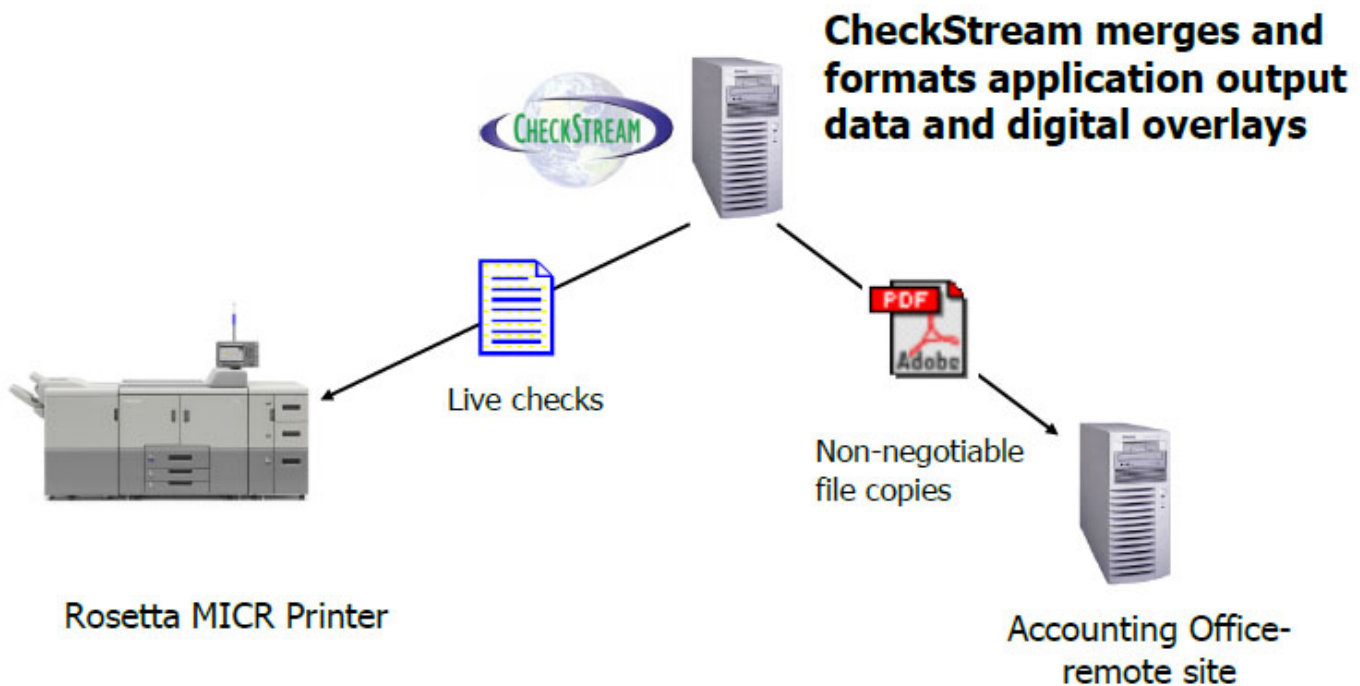 CheckStream merges and
formats application output
data and digital overlays
CHECKSTREAM
PDF
Adobe
Live checks
Non-negotiable
file copies
Rosetta MICR Printer
Accounting Office-
remote site